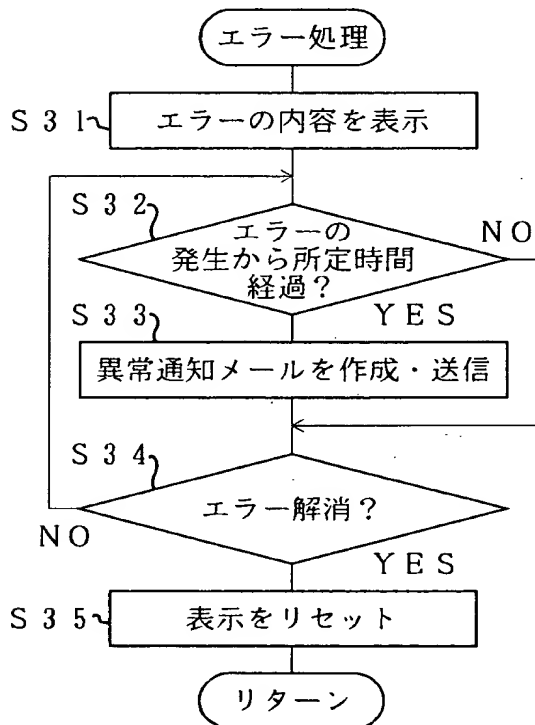 エラー処理
S31
エラーの内容を表示
S32
エラーの
発生から所定時間
経過?
NO
YES
S33
異常通知メールを作成・送信
S34
エラー解消?
NO
YES
S35
表示をリセット
リターン